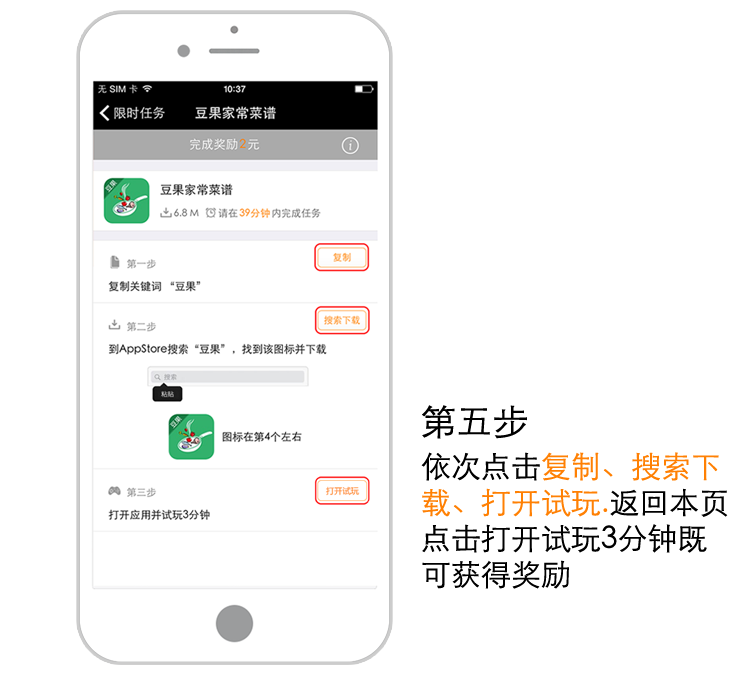 无 SIM 卡
10:37
限时任务
豆果家常菜谱
完成奖励2元
豆果
豆果家常菜谱
6.8 M 请在39分钟内完成任务
第一步
复制
复制关键词 “豆果”
第二步
搜索下载
到AppStore搜索“豆果”，找到该图标并下载
搜索
粘贴
豆果
图标在第4个左右
第三步
打开试玩
打开应用并试玩3分钟
第五步
依次点击复制、搜索下
载、打开试玩.返回本页
点击打开试玩3分钟既
可获得奖励